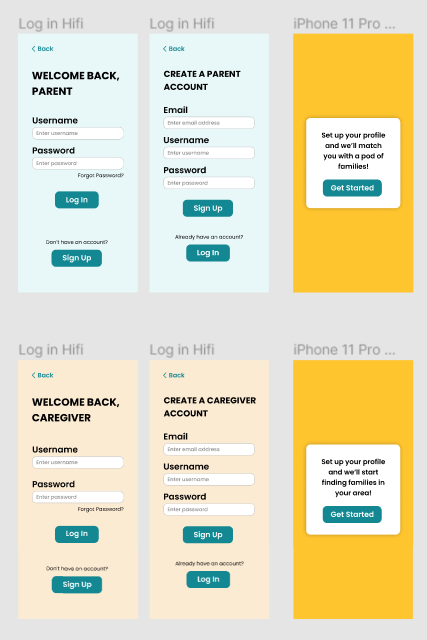 Log in Hifi
Log in Hifi
iPhone 11 Pro ...
Back
WELCOME BACK,
PARENT
Username
Enter username
Password
Enter password
Forgot Password?
Log In
Don't have an account?
Sign Up
Back
CREATE A PARENT
ACCOUNT
Email
Enter email address
Username
Enter username
Password
Enter password
Sign Up
Already have an account?
Log In
Set up your profile
and we'll match
you with a pod of
families!
Get Started
Log in Hifi
Log in Hifi
iPhone 11 Pro ...
Back
WELCOME BACK,
CAREGIVER
Username
Enter username
Password
Enter password
Forgot Password?
Log In
Don't have an account?
Sign Up
Back
CREATE A CAREGIVER
ACCOUNT
Email
Enter email address
Username
Enter username
Password
Enter password
Sign Up
Already have an account?
Log In
Set up your profile
and we'll start
finding families in
your area!
Get Started